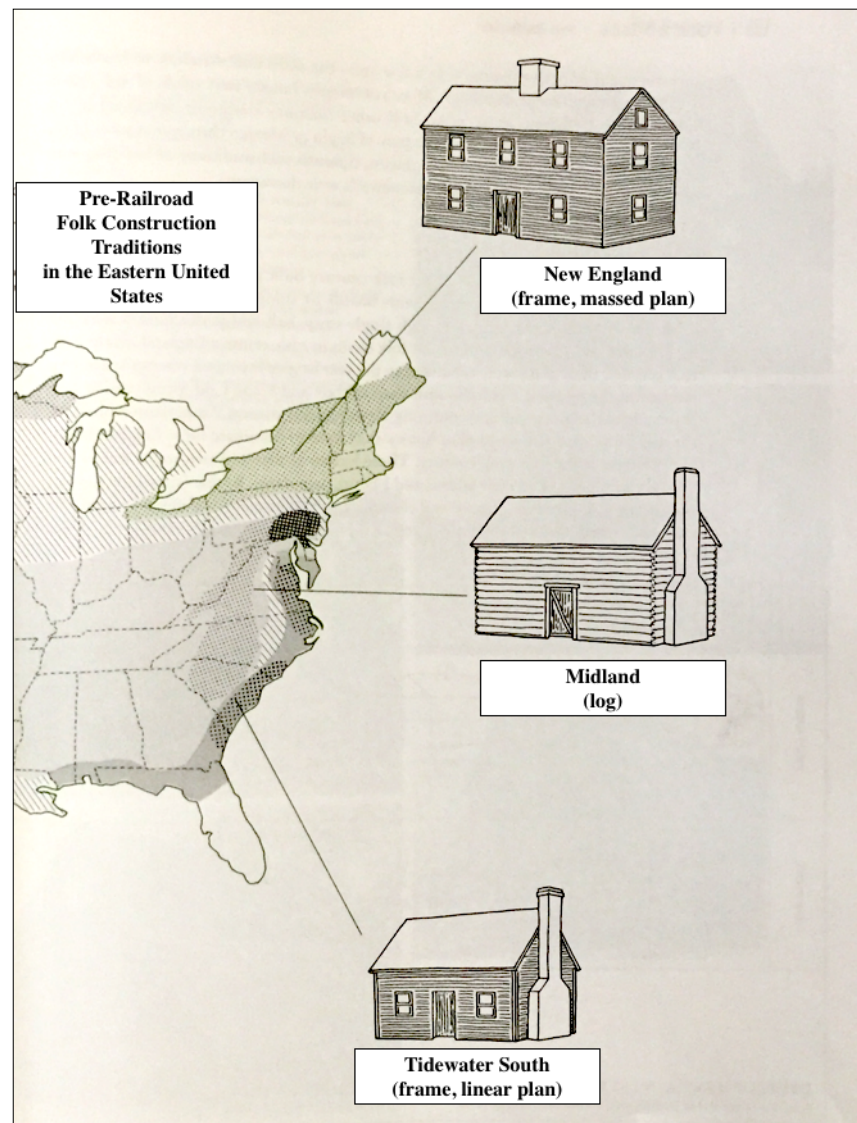 Pre-Railroad
Folk Construction
Traditions
in the Eastern United
States
New England
(frame, massed plan)
Midland
(log)
Tidewater South
(frame, linear plan)